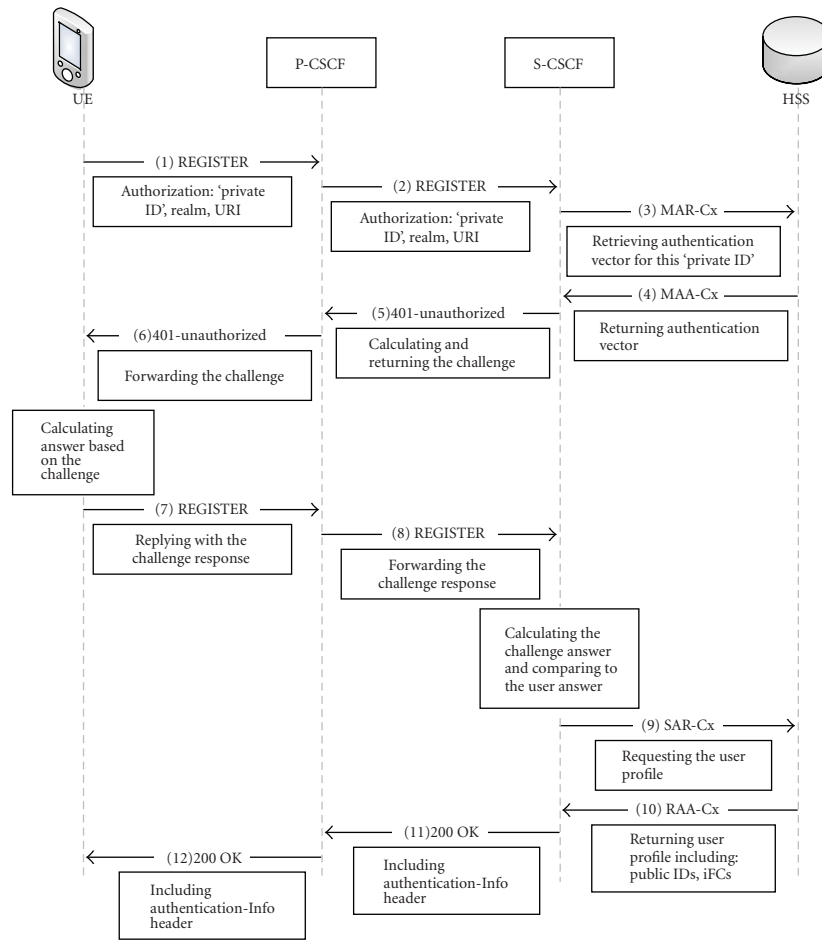 UE
P-CSCF
S-CSCF
HSS
(1) REGISTER
Authorization: ‘private
ID’, realm, URI
(2) REGISTER
Authorization: ‘private
ID’, realm, URI
(3) MAR-Cx
Retrieving authentication
vector for this ‘private ID’
(4) MAA-Cx
Returning authentication
vector
(5)401-unauthorized
Calculating and
returning the challenge
(6)401-unauthorized
Forwarding the challenge
Calculating
answer based
on the
challenge
(7) REGISTER
Replying with the
challenge response
(8) REGISTER
Forwarding the
challenge response
Calculating the
challenge answer
and comparing to
the user answer
(9) SAR-Cx
Requesting the user
profile
(10) RAA-Cx
Returning user
profile including:
public IDs, iFCs
(11)200 OK
Including
authentication-Info
header
(12)200 OK
Including
authentication-Info
header